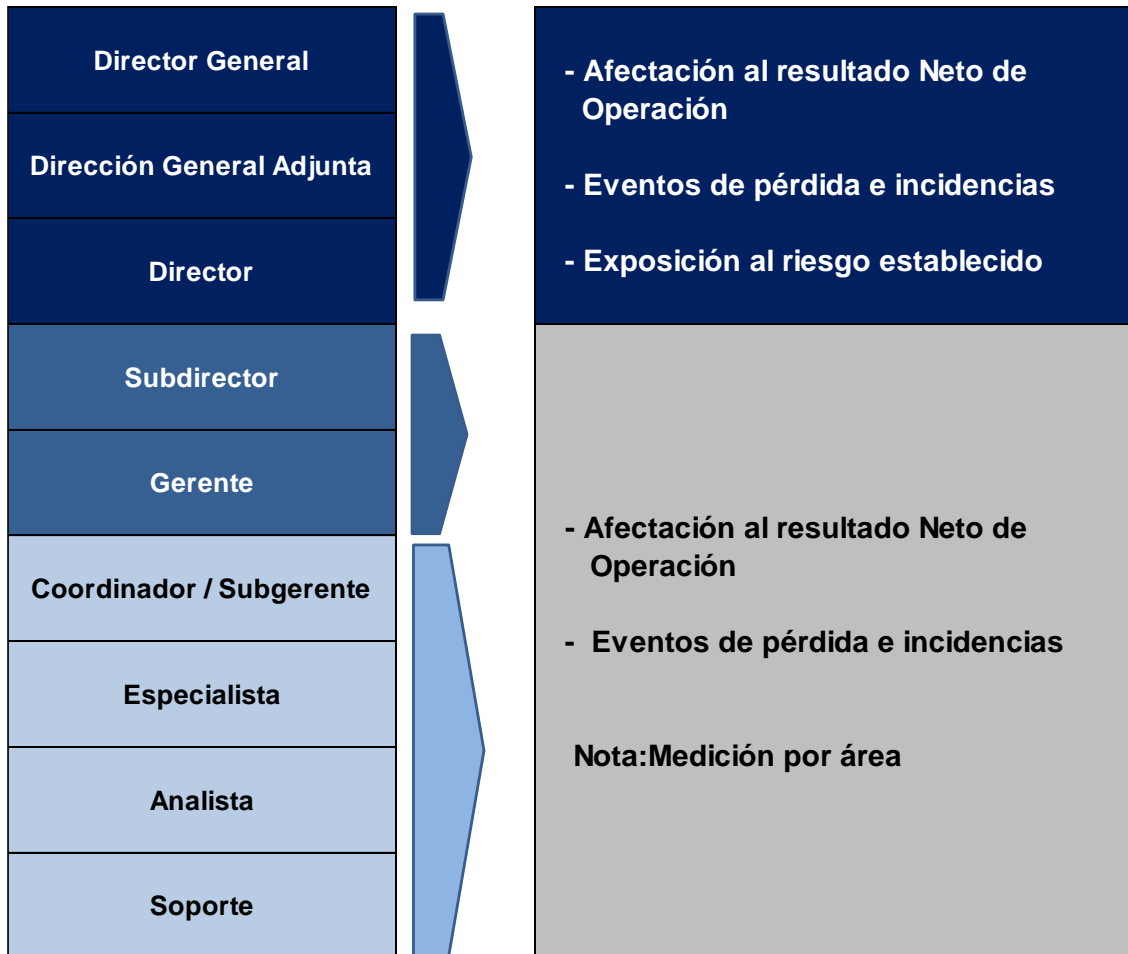 Director General
Dirección General Adjunta
Director
Subdirector
Gerente
Coordinador / Subgerente
Especialista
Analista
Soporte
- Afectación al resultado Neto de
Operación
- Eventos de pérdida e incidencias
- Exposición al riesgo establecido
- Afectación al resultado Neto de
Operación
- Eventos de pérdida e incidencias
Nota:Medición por área